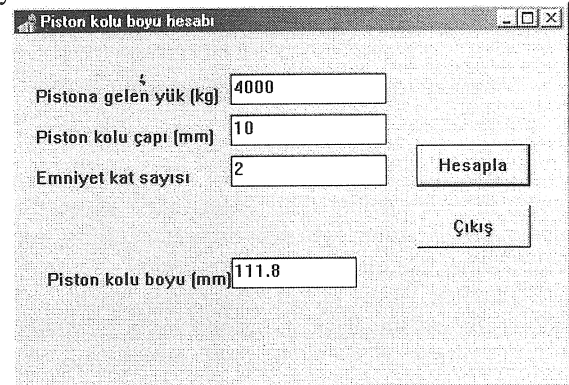 Piston kolu boyu hesabı
Pistona gelen yük (kg) 4000
Piston kolu çapı (mm) 10
Emniyet kat sayısı 2
Hesapla
Çıkış
Piston kolu boyu (mm) 111.8